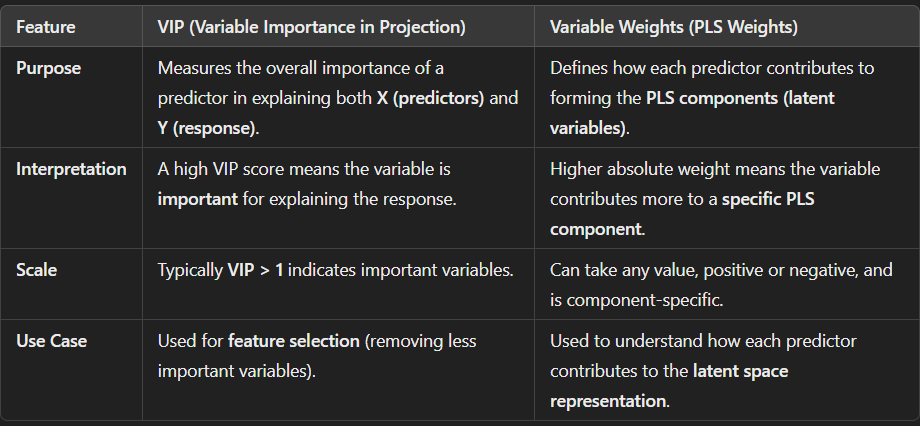 Feature VIP (Variable Importance in Projection) Variable Weights (PLS Weights)
Purpose Measures the overall importance of a predictor in explaining both X (predictors) and Y (response). Defines how each predictor contributes to forming the PLS components (latent variables).
Interpretation A high VIP score means the variable is important for explaining the response. Higher absolute weight means the variable contributes more to a specific PLS component.
Scale Typically VIP > 1 indicates important variables. Can take any value, positive or negative, and is component-specific.
Use Case Used for feature selection (removing less important variables). Used to understand how each predictor contributes to the latent space representation.